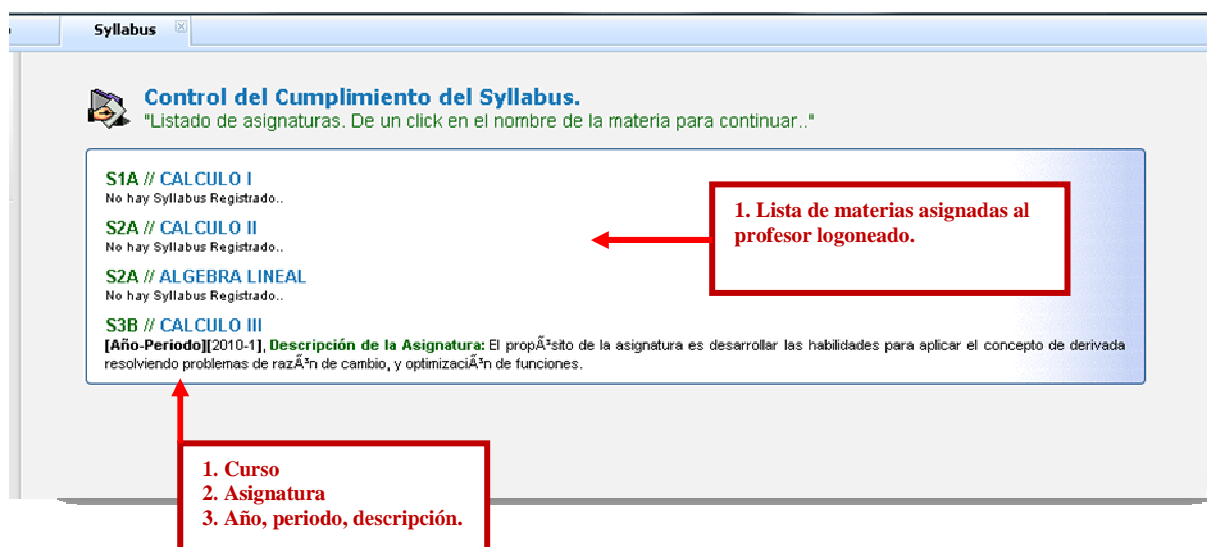 Syllabus
Control del Cumplimiento del Syllabus.
"Listado de asignaturas. De un click en el nombre de la materia para continuar.."
S1A // CALCULO I
No hay Syllabus Registrado..
1. Lista de materias asignadas al
profesor logoneado.
S2A // CALCULO II
No hay Syllabus Registrado..
S2A // ALGEBRA LINEAL
No hay Syllabus Registrado..
S3B // CALCULO III
[Año-Periodo][2010-1], Descripción de la Asignatura: El propÃ³sito de la asignatura es desarrollar las habilidades para aplicar el concepto de derivada
resolviendo problemas de razÃ³n de cambio, y optimizaciÃ³n de funciones.
1. Curso
2. Asignatura
3. Año, periodo, descripción.